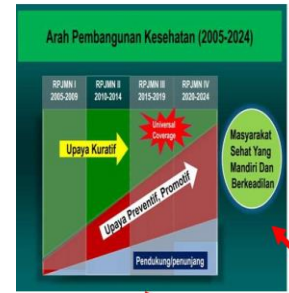 Arah Pembangunan Kesehatan (2005-2024)
RPJMN I
2005-2009
RPJMN II
2010-2014
RPJMN III
2015-2019
RPJMN IV
2020-2024
Universal
Coverage
Upaya Kuratif
Upaya Preventif, Promotif
Pendukung/penunjang
Masyarakat
Sehat Yang
Mandiri Dan
Berkeadilan